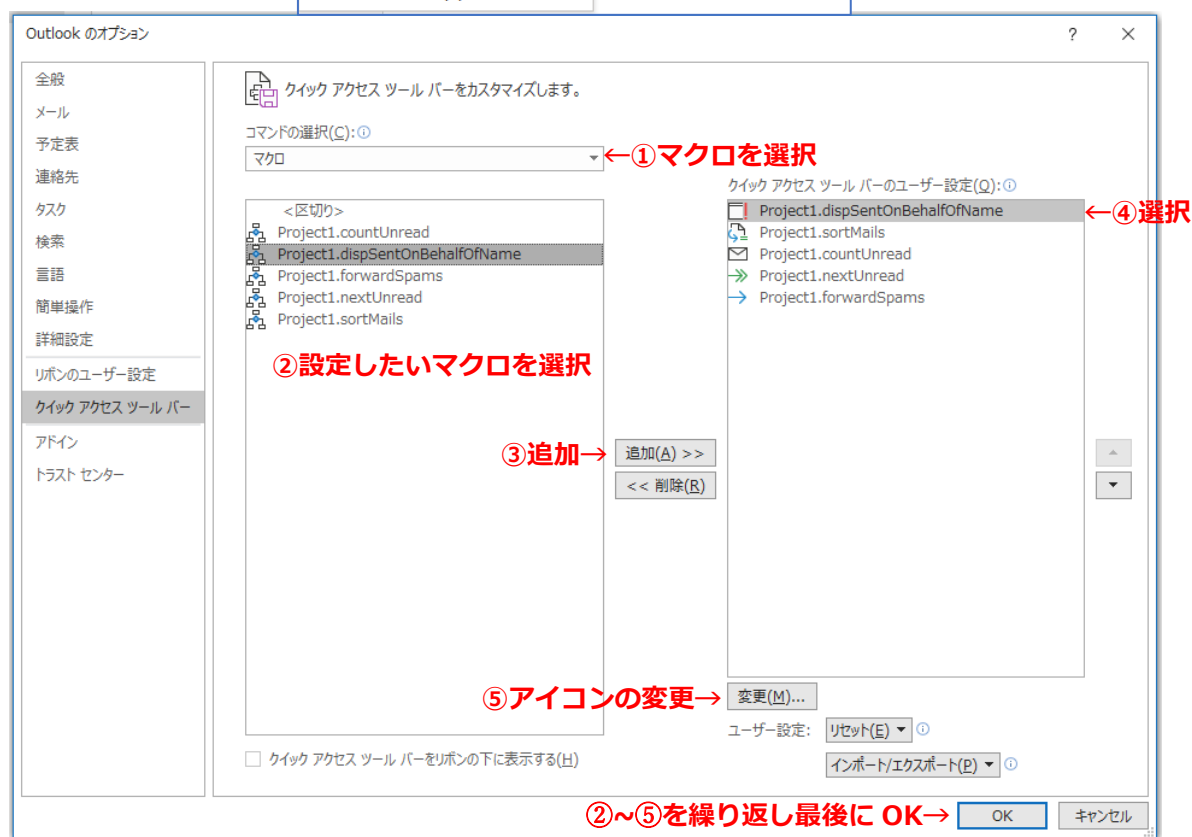 Outlook のオプション
?
全般
メール
予定表
連絡先
タスク
検索
言語
簡単操作
詳細設定
リボンのユーザー設定
クイック アクセス ツール バー
アドイン
トラスト センター
クイック アクセス ツール バーをカスタマイズします。
コマンドの選択(C):
マクロ
←①マクロを選択
<区切り>
Project1.countUnread
Project1.dispSentOnBehalfOfName
Project1.forwardSpams
Project1.nextUnread
Project1.sortMails
②設定したいマクロを選択
③追加→
追加(A) >>
<< 削除(R)
クイック アクセス ツール バーのユーザー設定(Q):
Project1.dispSentOnBehalfOfName
←④選択
Project1.sortMails
Project1.countUnread
Project1.nextUnread
Project1.forwardSpams
⑤アイコンの変更→
変更(M)...
ユーザー設定:
リセット(E)
インポート/エクスポート(P)
クイック アクセス ツール バーをリボンの下に表示する(H)
②~⑤を繰り返し最後に OK→
OK
キャンセル